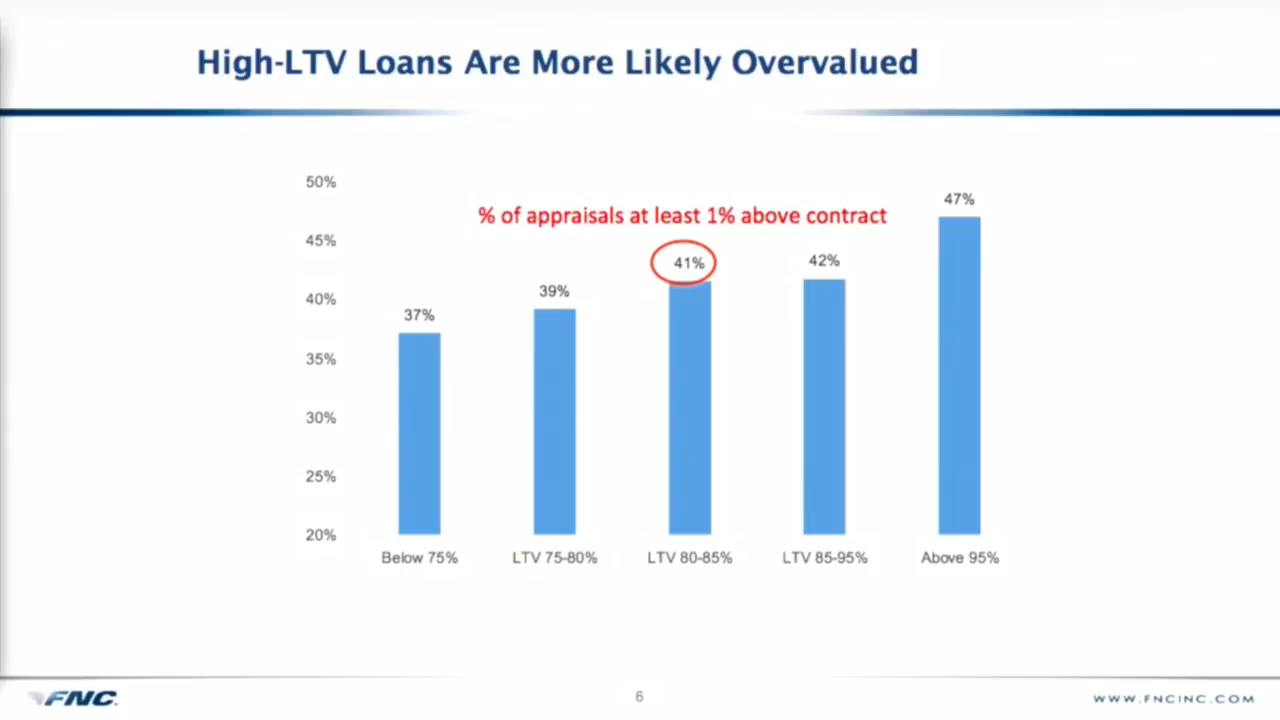 High-LTV Loans Are More Likely Overvalued
% of appraisals at least 1% above contract
50%
45%
40%
35%
30%
25%
20%
37%
39%
41%
42%
47%
Below 75%
LTV 75-80%
LTV 80-85%
LTV 85-95%
Above 95%
FNC
6
WWW.FNCINC.COM